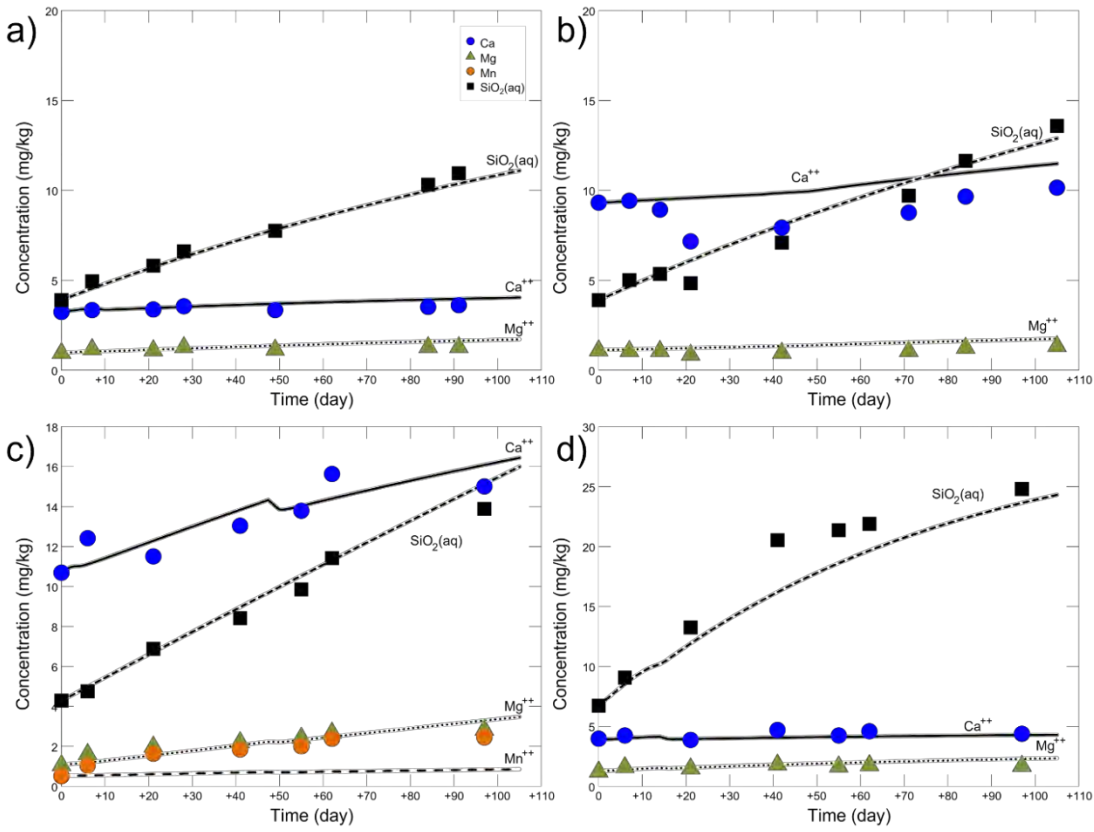 a)
20
15
10
5
0
Concentration (mg/kg)
Ca
Mg
Mn
SiO₂(aq)
SiO₂(aq)
Ca⁺⁺
Mg⁺⁺
0 +10 +20 +30 +40 +50 +60 +70 +80 +90 +100 +110
Time (day)
b)
20
15
10
5
0
Concentration (mg/kg)
SiO₂(aq)
Ca⁺⁺
Mg⁺⁺
0 +10 +20 +30 +40 +50 +60 +70 +80 +90 +100 +110
Time (day)
c)
18
16
14
12
10
8
6
4
2
0
Concentration (mg/kg)
Ca⁺⁺
SiO₂(aq)
Mg⁺⁺
Mn⁺⁺
0 +10 +20 +30 +40 +50 +60 +70 +80 +90 +100 +110
Time (day)
d)
30
25
20
15
10
5
0
Concentration (mg/kg)
SiO₂(aq)
Ca⁺⁺
Mg⁺⁺
0 +10 +20 +30 +40 +50 +60 +70 +80 +90 +100 +110
Time (day)